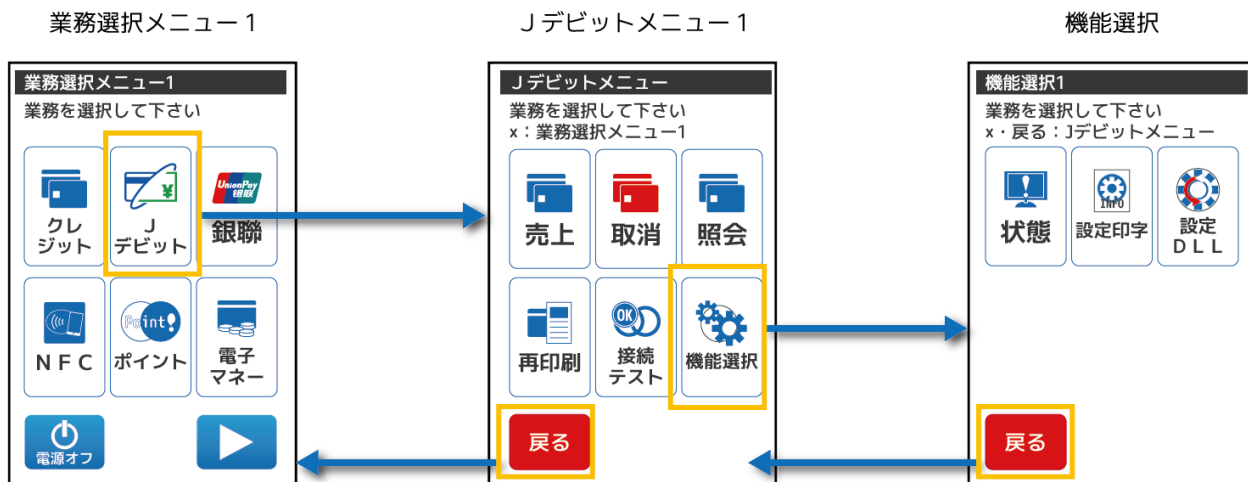 業務選択メニュー1
Jデビットメニュー1
機能選択
業務選択メニュー1
業務を選択して下さい
クレ
ジット
J
デビット
UnionPay
银联
銀聯
NFC
Point!
ポイント
電子
マネー
電源オフ
Jデビットメニュー
業務を選択して下さい
x：業務選択メニュー1
売上
取消
照会
再印刷
OK
接続
テスト
機能選択
戻る
機能選択1
業務を選択して下さい
x・戻る：Jデビットメニュー
状態
INFO
設定印字
設定
DLL
戻る